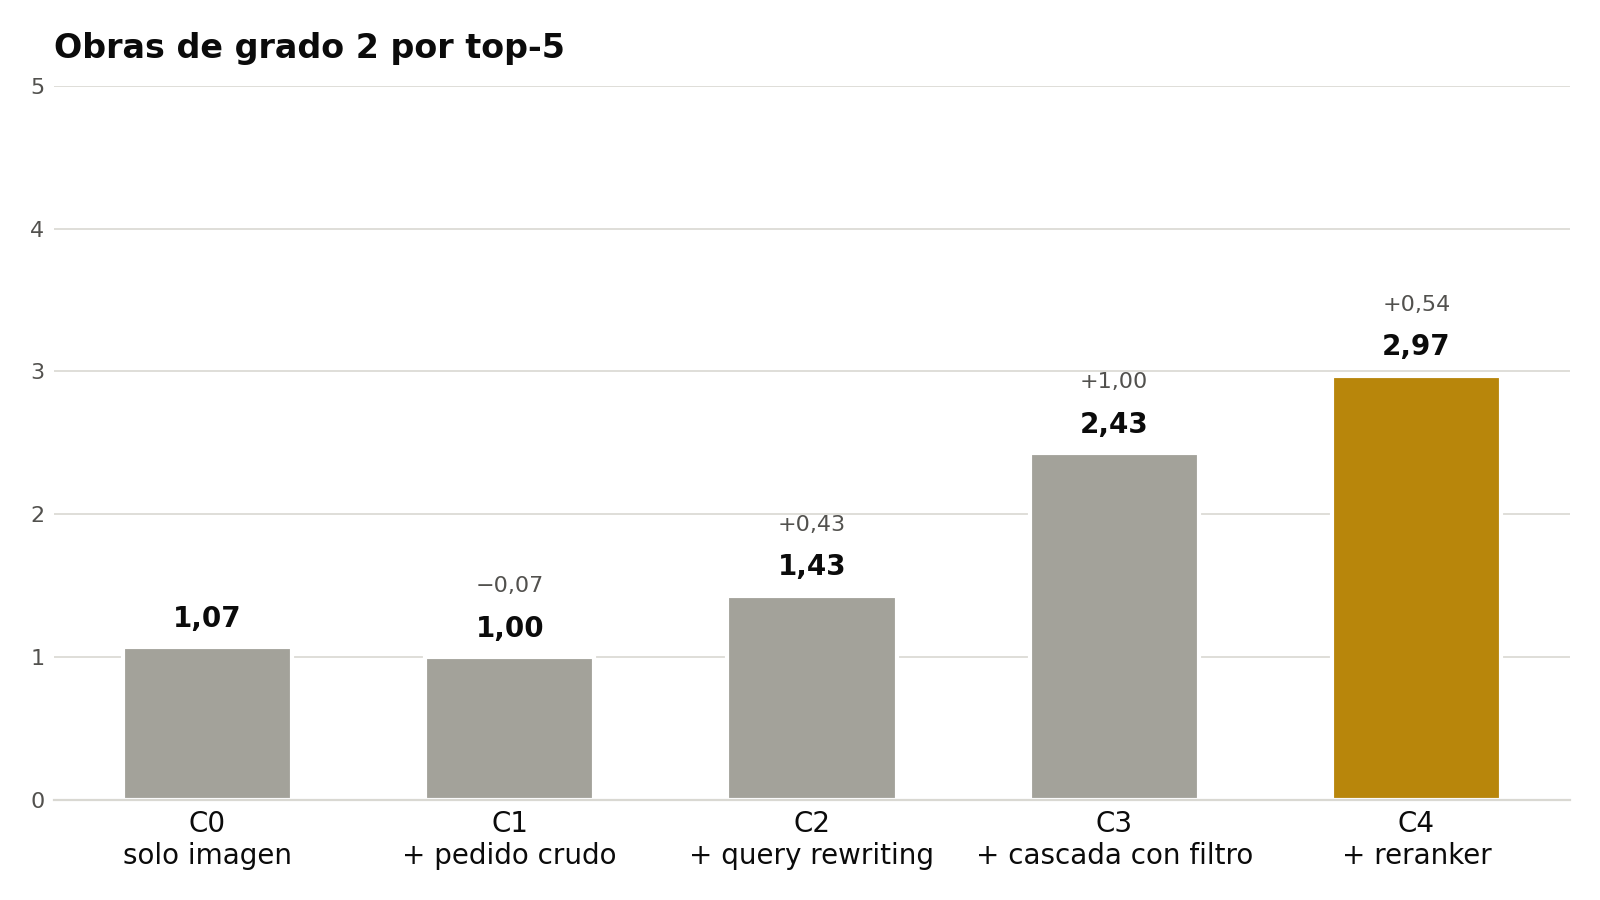 Obras de grado 2 por top-5
5
4
3
2
1
0
1,07
−0,07
1,00
+0,43
1,43
+1,00
2,43
+0,54
2,97
C0
solo imagen
C1
+ pedido crudo
C2
+ query rewriting
C3
+ cascada con filtro
C4
+ reranker